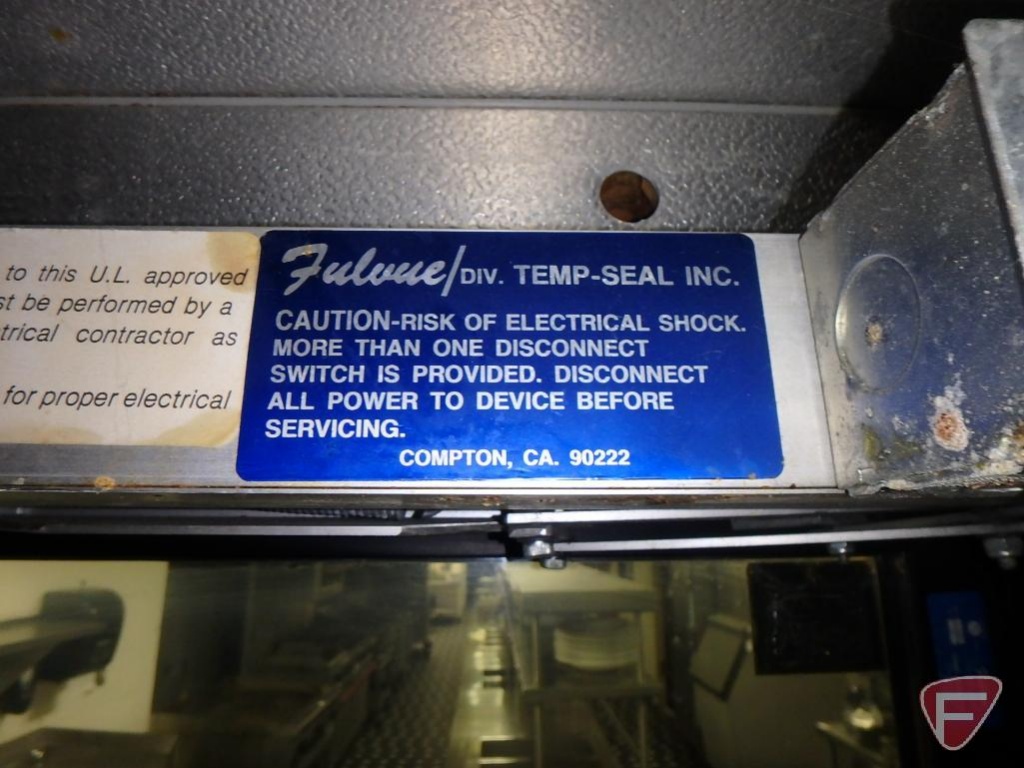 to this U.L. approved
st be performed by a
trical contractor as
for proper electrical
Fulvue/DIV. TEMP-SEAL INC.
CAUTION-RISK OF ELECTRICAL SHOCK.
MORE THAN ONE DISCONNECT
SWITCH IS PROVIDED. DISCONNECT
ALL POWER TO DEVICE BEFORE
SERVICING.
COMPTON, CA. 90222
F